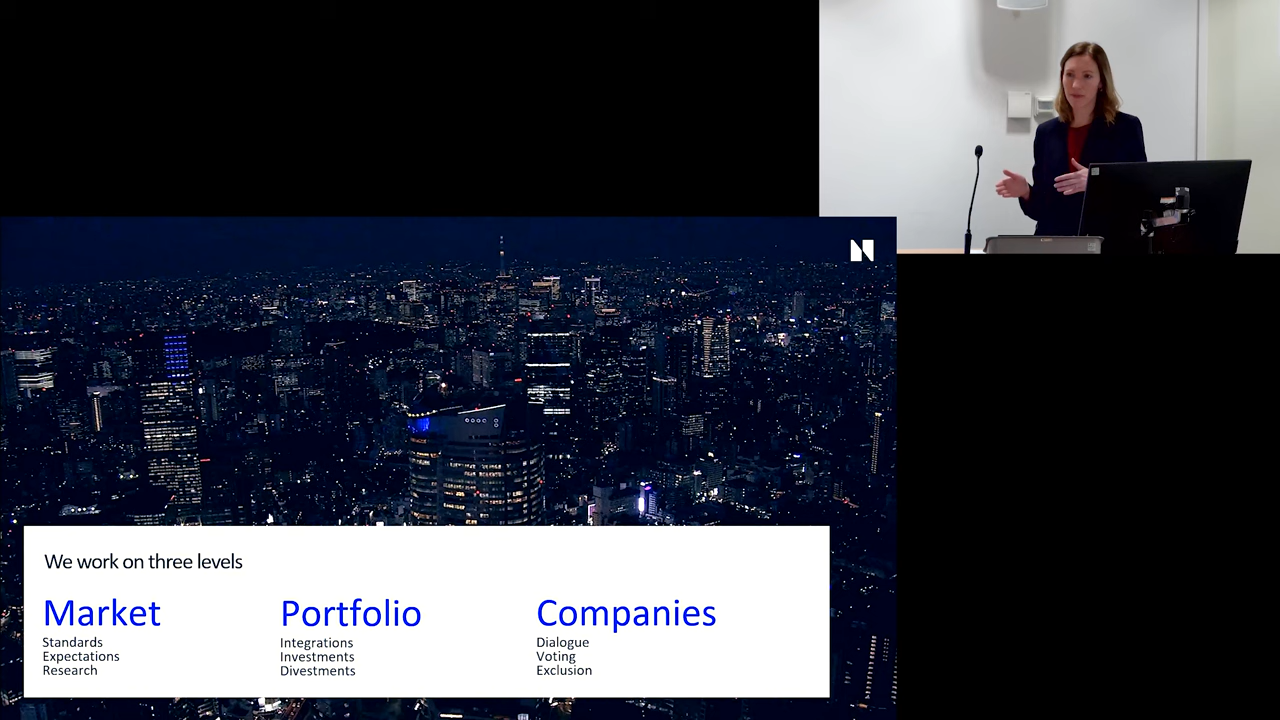 N
We work on three levels
Market
Standards
Expectations
Research
Portfolio
Integrations
Investments
Divestments
Companies
Dialogue
Voting
Exclusion